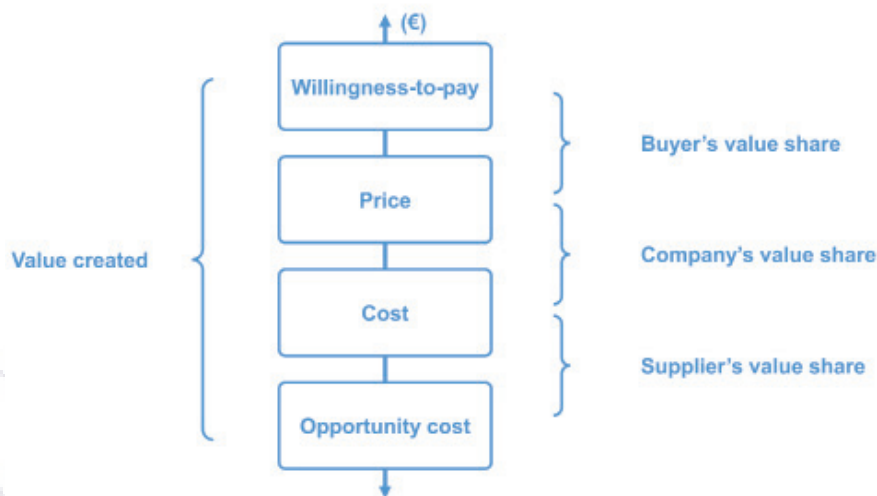 (€)
Willingness-to-pay
Buyer's value share
Price
Value created
Company's value share
Cost
Supplier's value share
Opportunity cost